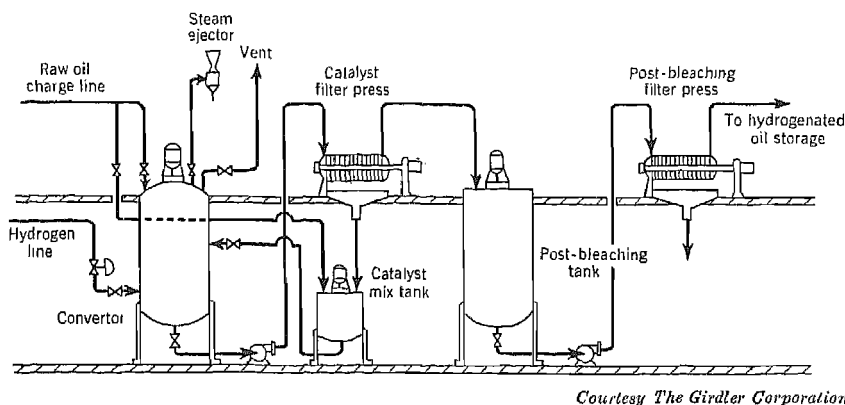 Steam
ejector
Vent
Raw oil
charge line
Catalyst
filter press
Post-bleaching
filter press
To hydrogenated
oil storage
Hydrogen
line
Convertor
Catalyst
mix tank
Post-bleaching
tank
Courtesy The Girdler Corporation